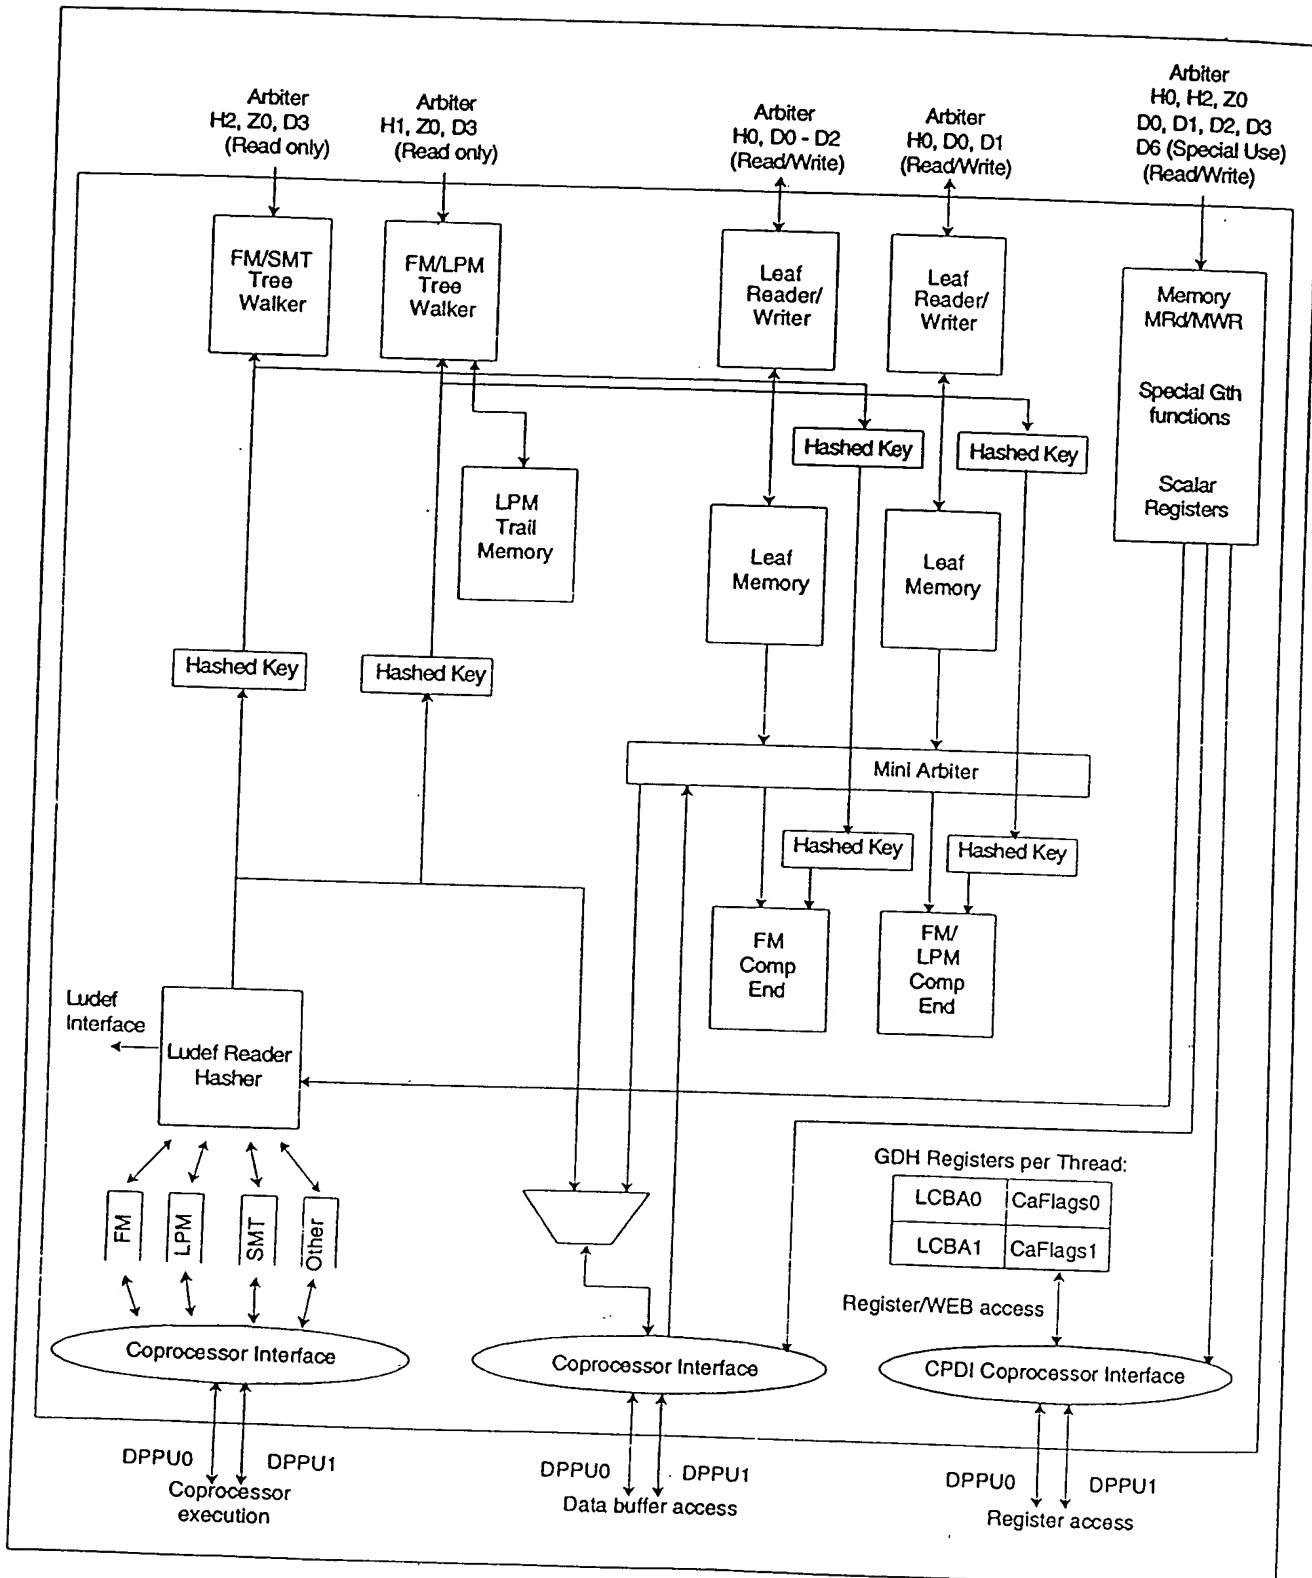 Arbiter
H2, Z0, D3
(Read only)
Arbiter
H1, Z0, D3
(Read only)
Arbiter
H0, D0 - D2
(Read/Write)
Arbiter
H0, D0, D1
(Read/Write)
Arbiter
H0, H2, Z0
D0, D1, D2, D3
D6 (Special Use)
(Read/Write)
FM/SMT
Tree
Walker
FM/LPM
Tree
Walker
Leaf
Reader/
Writer
Leaf
Reader/
Writer
Memory
MRd/MWR
Special Gth
functions
Scalar
Registers
Hashed Key
Hashed Key
LPM
Trail
Memory
Leaf
Memory
Leaf
Memory
Hashed Key
Hashed Key
Mini Arbiter
Hashed Key
Hashed Key
FM
Comp
End
FM/
LPM
Comp
End
Ludef
Interface
Ludef Reader
Hasher
GDH Registers per Thread:
LCBA0
CaFlags0
LCBA1
CaFlags1
FM
LPM
SMT
Other
Register/WEB access
Coprocessor Interface
Coprocessor Interface
CPDI Coprocessor Interface
DPPU0
DPPU1
Coprocessor
execution
DPPU0
DPPU1
Data buffer access
DPPU0
DPPU1
Register access